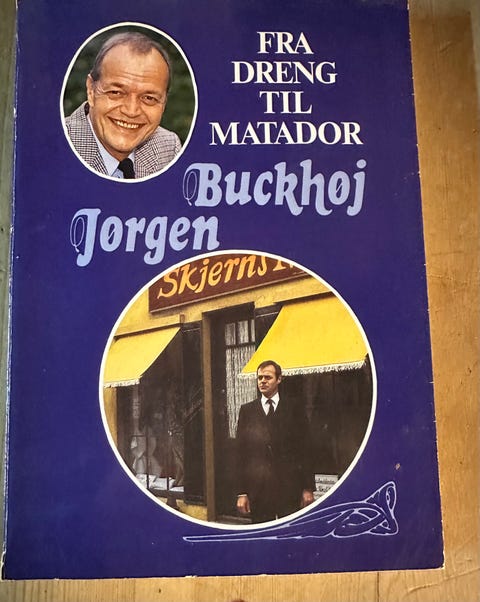 FRA
DRENG
TIL
MATADOR
Buckhøj
Jørgen
Skjerns